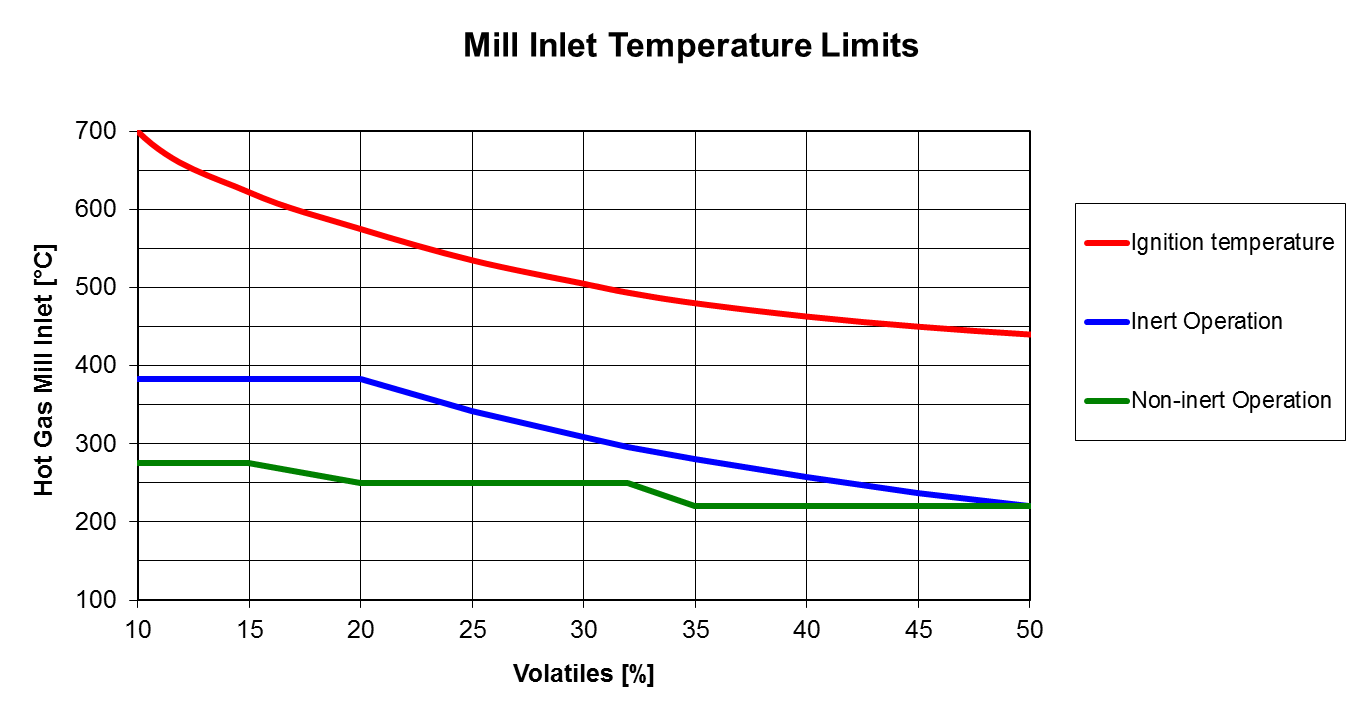 Mill Inlet Temperature Limits
Hot Gas Mill Inlet [°C]
700
600
500
400
300
200
100
10 15 20 25 30 35 40 45 50
Volatiles [%]
Ignition temperature
Inert Operation
Non-inert Operation